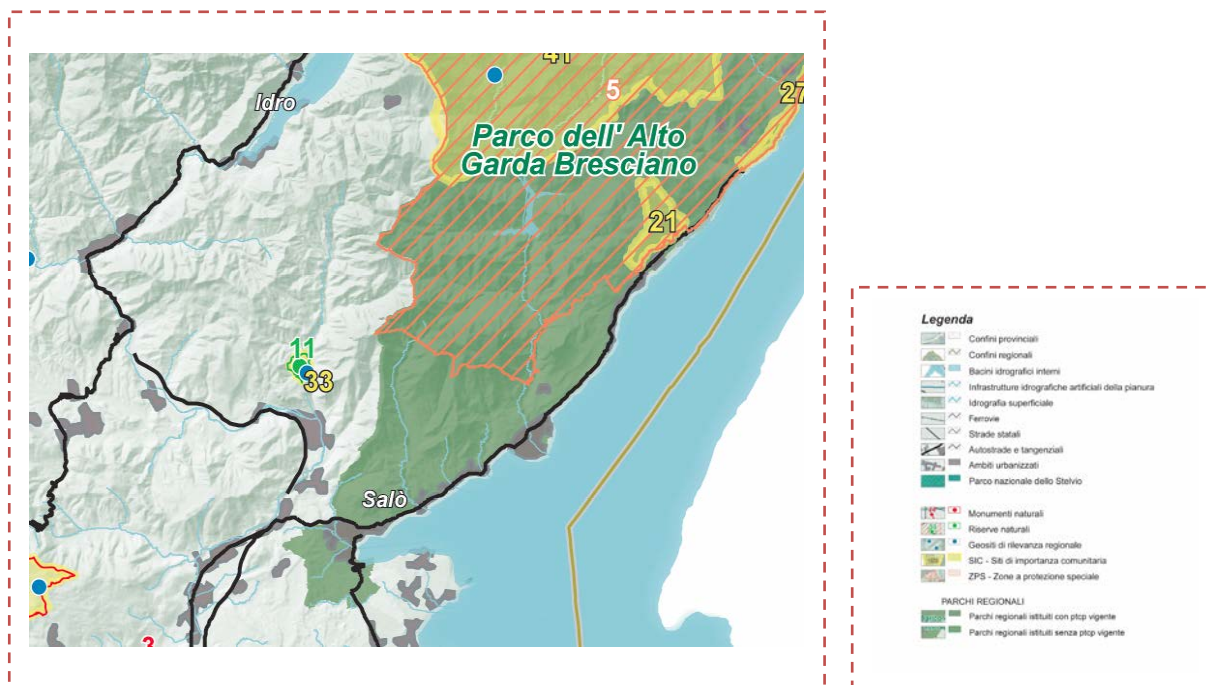 41
5
27
Idro
Parco dell' Alto
Garda Bresciano
21
11
33
Salò
3
Legenda
Confini provinciali
Confini regionali
Bacini idrografici interni
Infrastrutture idrografiche artificiali della pianura
Idrografia superficiale
Ferrovie
Strade statali
Autostrade e tangenziali
Ambiti urbanizzati
Parco nazionale dello Stelvio
Monumenti naturali
Riserve naturali
Geositi di rilevanza regionale
SIC - Siti di importanza comunitaria
ZPS - Zone a protezione speciale
PARCHI REGIONALI
Parchi regionali istituiti con ptcp vigente
Parchi regionali istituiti senza ptcp vigente